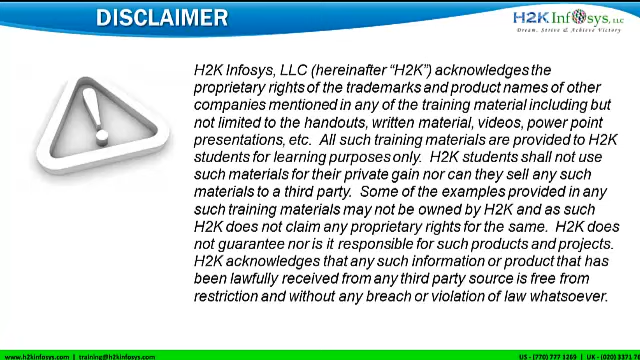 DISCLAIMER
H2K Infosys, LLC
Dream, Strive & Achieve Victory
H2K Infosys, LLC (hereinafter “H2K”) acknowledges the
proprietary rights of the trademarks and product names of other
companies mentioned in any of the training material including but
not limited to the handouts, written material, videos, power point
presentations, etc. All such training materials are provided to H2K
students for learning purposes only. H2K students shall not use
such materials for their private gain nor can they sell any such
materials to a third party. Some of the examples provided in any
such training materials may not be owned by H2K and as such
H2K does not claim any proprietary rights for the same. H2K does
not guarantee nor is it responsible for such products and projects.
H2K acknowledges that any such information or product that has
been lawfully received from any third party source is free from
restriction and without any breach or violation of law whatsoever.
www.h2kinfosys.com | training@h2kinfosys.com
US - (770) 777 1269 | UK - (020) 3371 76